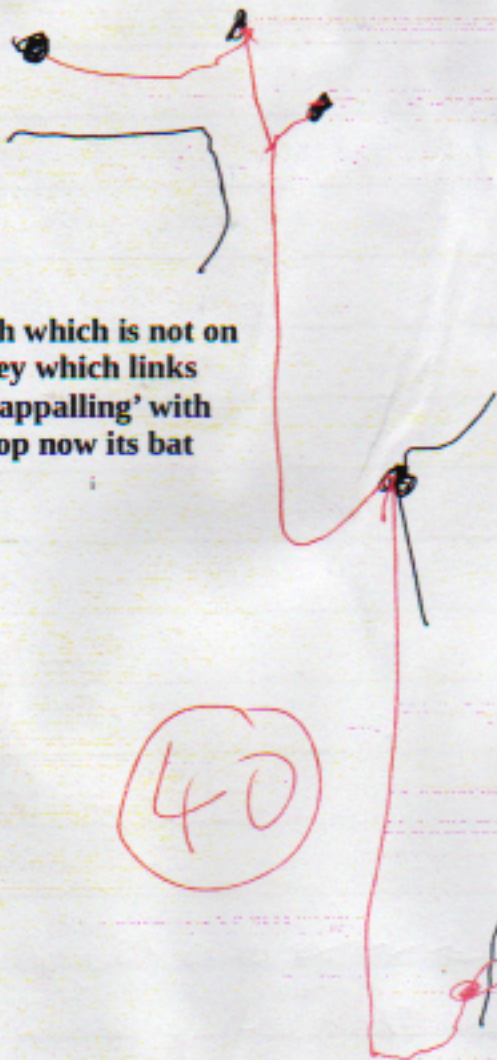 h which is not on
ey which links
appalling’ with
op now its bat
40